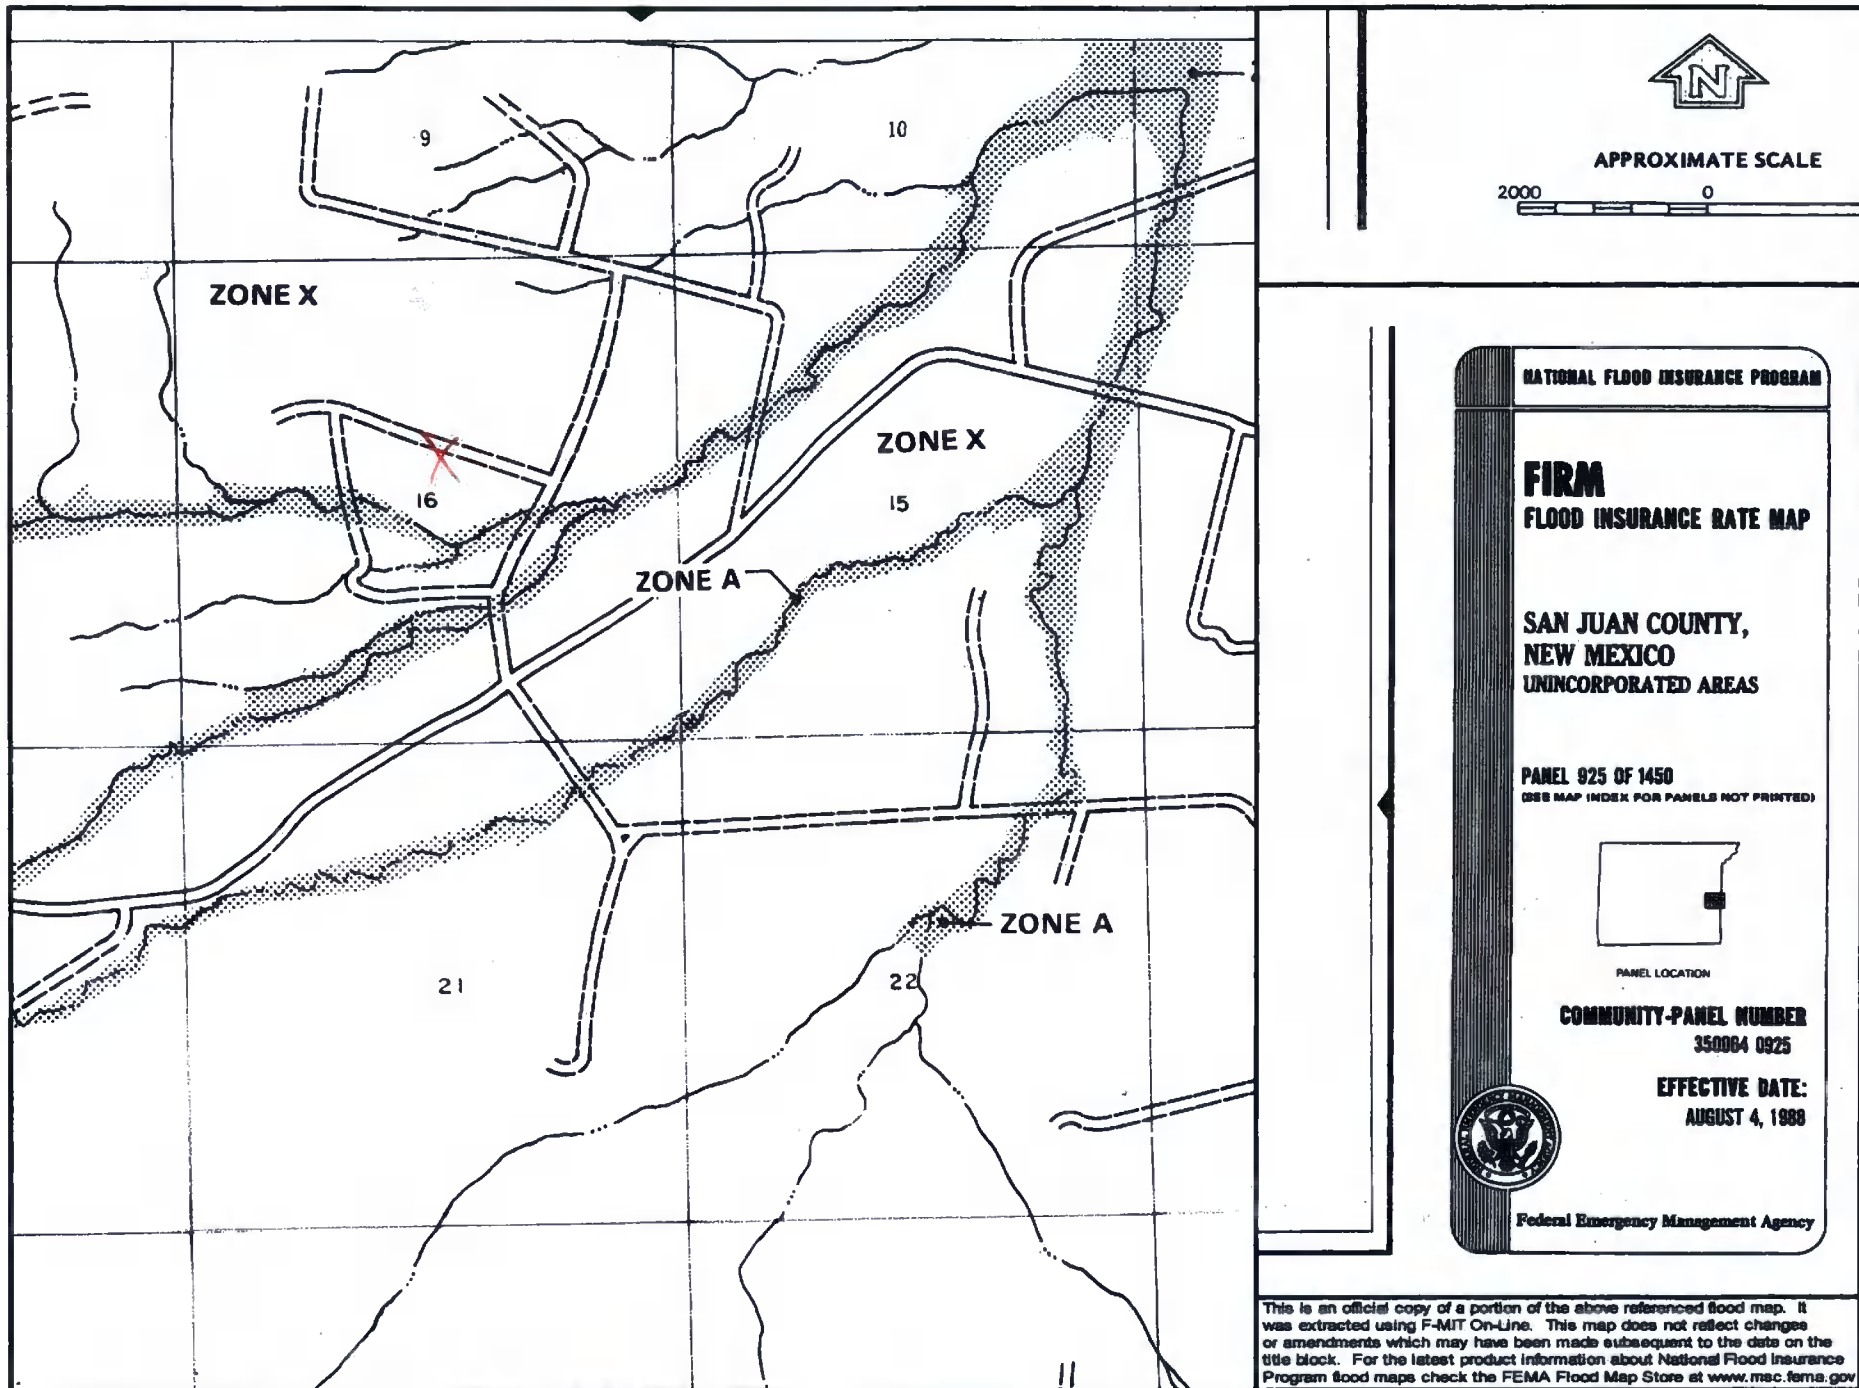 9
10
ZONE X
ZONE X
16
15
ZONE A
ZONE A
21
22
N
APPROXIMATE SCALE
2000 0
NATIONAL FLOOD INSURANCE PROGRAM
FIRM
FLOOD INSURANCE RATE MAP
SAN JUAN COUNTY,
NEW MEXICO
UNINCORPORATED AREAS
PANEL 925 OF 1450
(SEE MAP INDEX FOR PANELS NOT PRINTED)
PANEL LOCATION
COMMUNITY-PANEL NUMBER
350064 0925
EFFECTIVE DATE:
AUGUST 4, 1988
Federal Emergency Management Agency
This is an official copy of a portion of the above referenced flood map. It
was extracted using F-MIT On-Line. This map does not reflect changes
or amendments which may have been made subsequent to the date on the
title block. For the latest product information about National Flood Insurance
Program flood maps check the FEMA Flood Map Store at www.msc.fema.gov